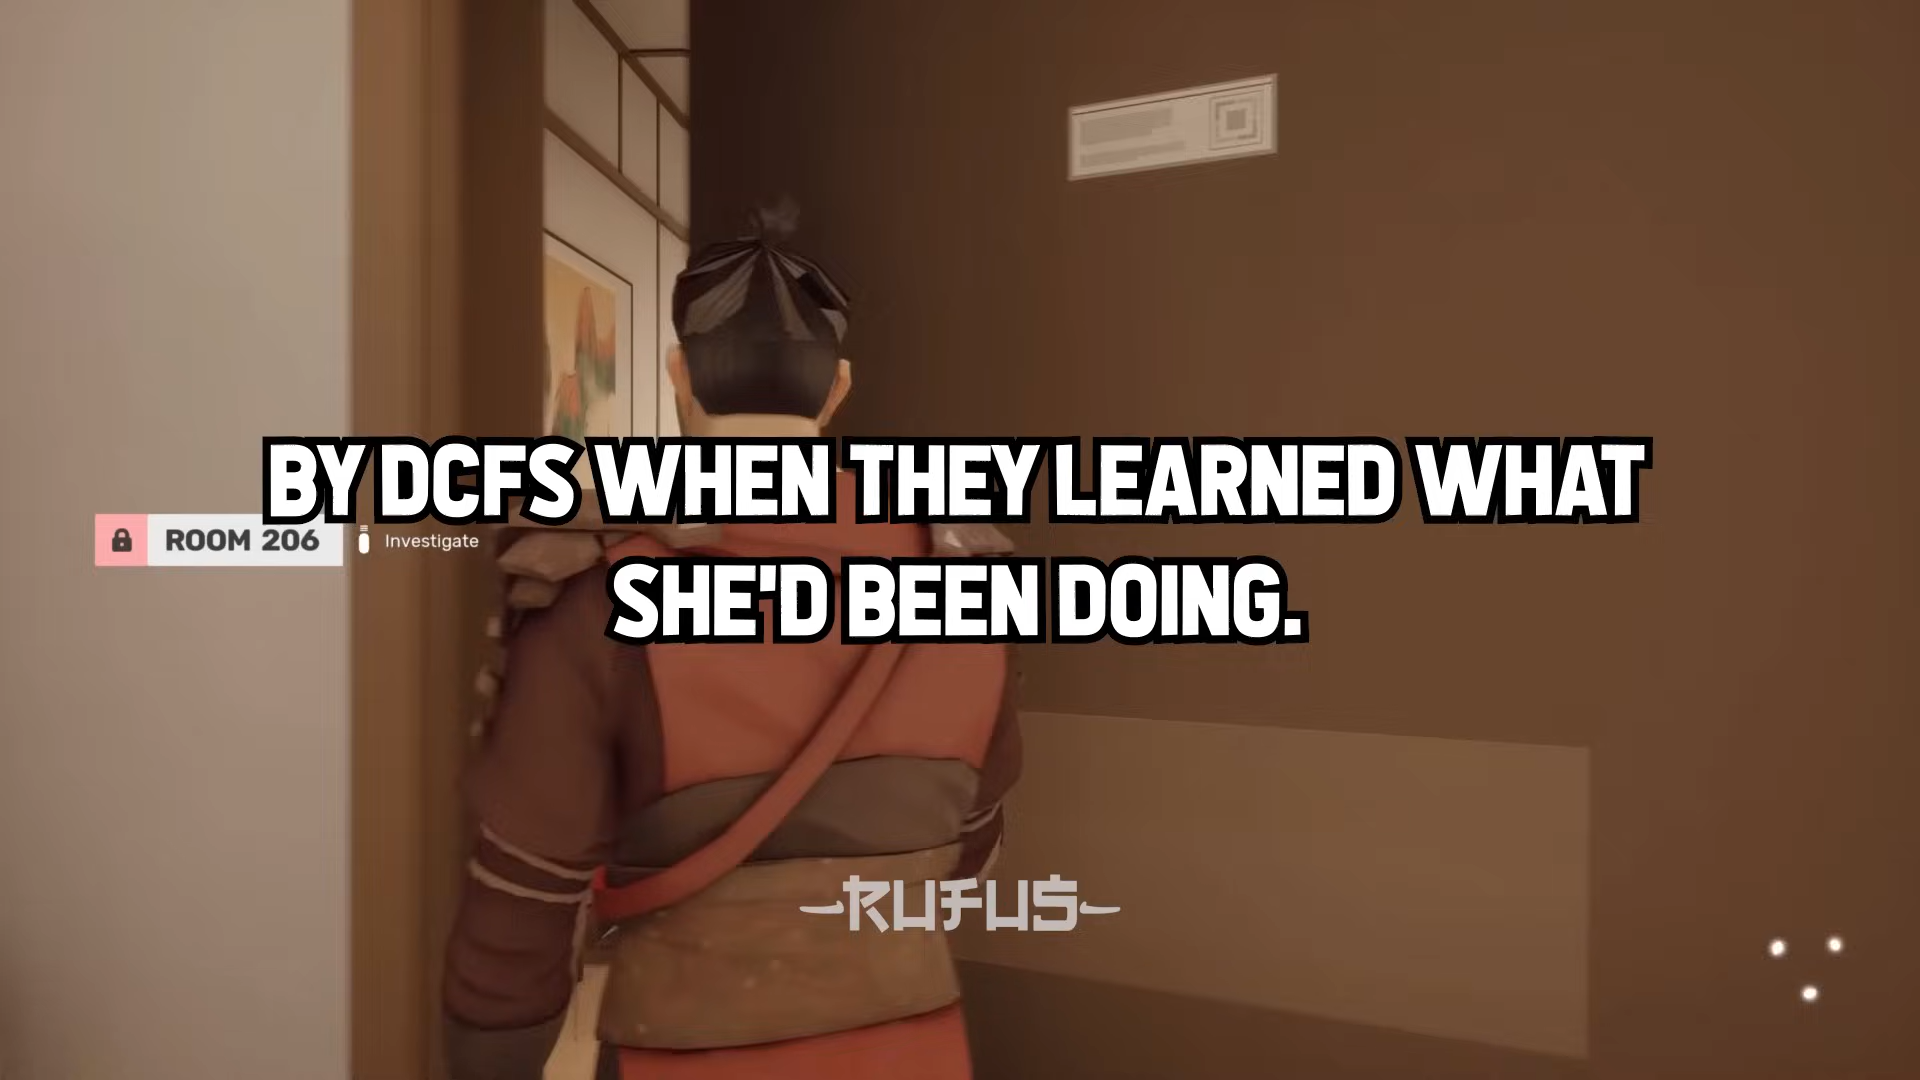 BY DCFS WHEN THEY LEARNED WHAT
SHE'D BEEN DOING.
ROOM 206 Investigate
RUFUS